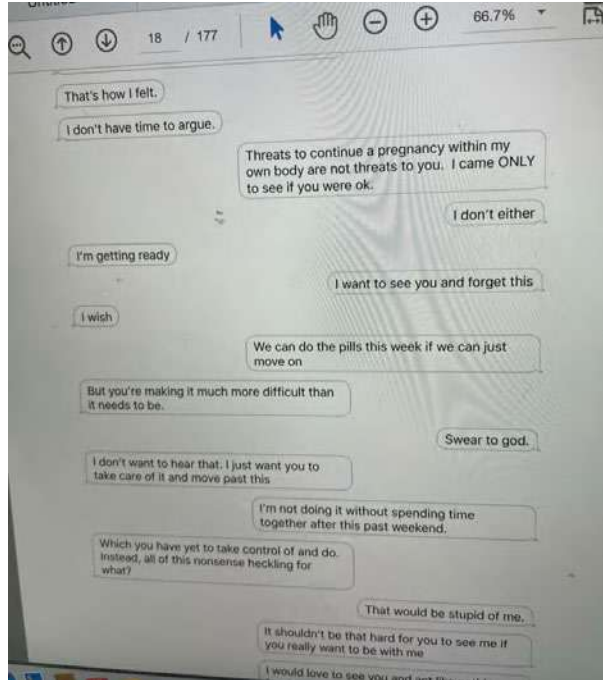 18 / 177
66.7%
That's how I felt.
I don't have time to argue.
Threats to continue a pregnancy within my
own body are not threats to you. I came ONLY
to see if you were ok.
I don't either
I'm getting ready
I want to see you and forget this
I wish
We can do the pills this week if we can just
move on
But you're making it much more difficult than
it needs to be.
Swear to god.
I don't want to hear that. I just want you to
take care of it and move past this
I'm not doing it without spending time
together after this past weekend.
Which you have yet to take control of and do.
Instead, all of this nonsense heckling for
what?
That would be stupid of me.
It shouldn't be that hard for you to see me if
you really want to be with me
I would love to see you and